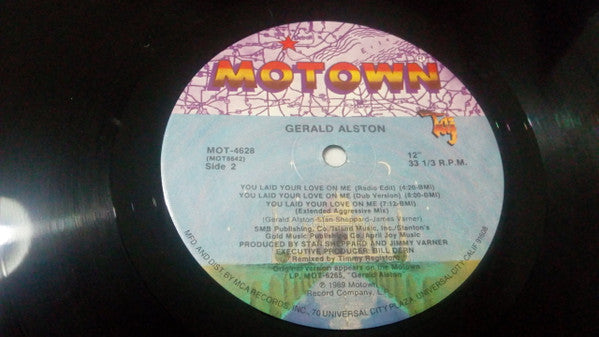 MOTOWN
GERALD ALSTON
MOT-4628
(MOT8642)
Side 2
12"
33 1/3 R.P.M.
YOU LAID YOUR LOVE ON ME (Radio Edit) (4:20-BMI)
YOU LAID YOUR LOVE ON ME (Dub Version) (6:00-BMI)
YOU LAID YOUR LOVE ON ME (7:12-BMI)
(Extended Aggressive Mix)
(Gerald Alston-Stan Sheppard-James Varner)
SMB Publishing, Co./Island Music, Inc./Stanton's
Gold Music Publishing Co./April Joy Music
PRODUCED BY STAN SHEPPARD AND JIMMY VARNER
EXECUTIVE PRODUCER: BILL DERN
Remixed by Timmy Regisford
Original version appears on the Motown
LP, MOT-6265, "Gerald Alston"
℗ © 1989 Motown
Record Company, L.P.
MFD. AND DIST. BY MCA RECORDS, INC., 70 UNIVERSAL CITY PLAZA, UNIVERSAL CITY, CALIF 91608